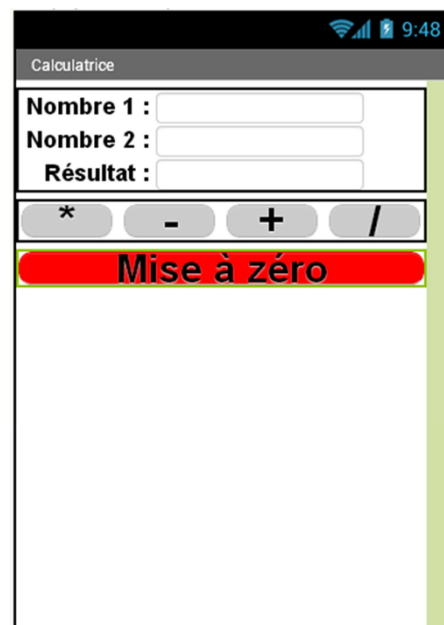 9:48
Calculatrice
Nombre 1 :
Nombre 2 :
Résultat :
* - + /
Mise à zéro